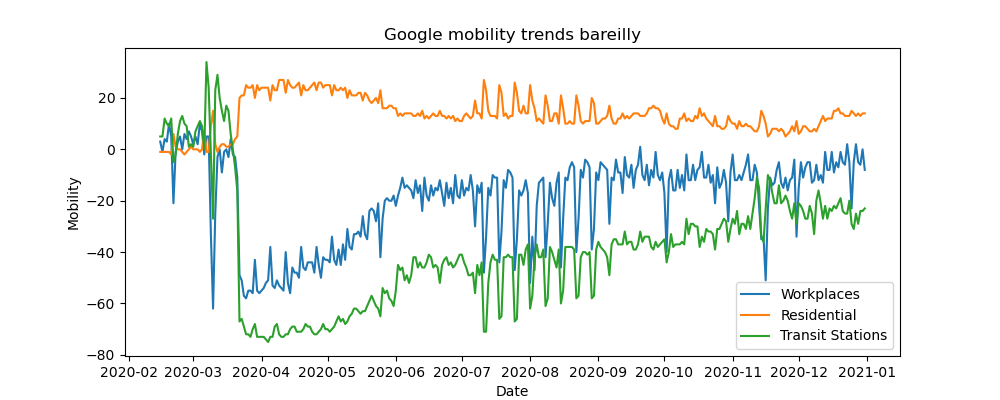 Google mobility trends bareilly
Mobility
20
0
−20
−40
−60
−80
2020-02 2020-03 2020-04 2020-05 2020-06 2020-07 2020-08 2020-09 2020-10 2020-11 2020-12 2021-01
Date
Workplaces
Residential
Transit Stations